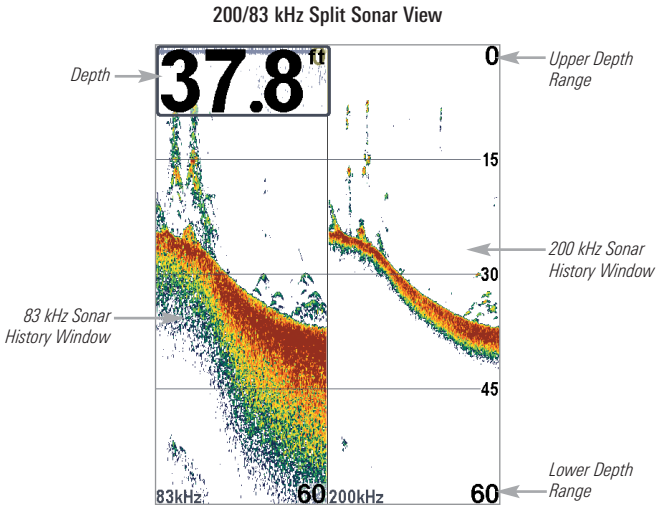 200/83 kHz Split Sonar View
Depth
37.8 ft
0
Upper Depth
Range
15
200 kHz Sonar
History Window
30
83 kHz Sonar
History Window
45
Lower Depth
Range
83kHz
60
200kHz
60